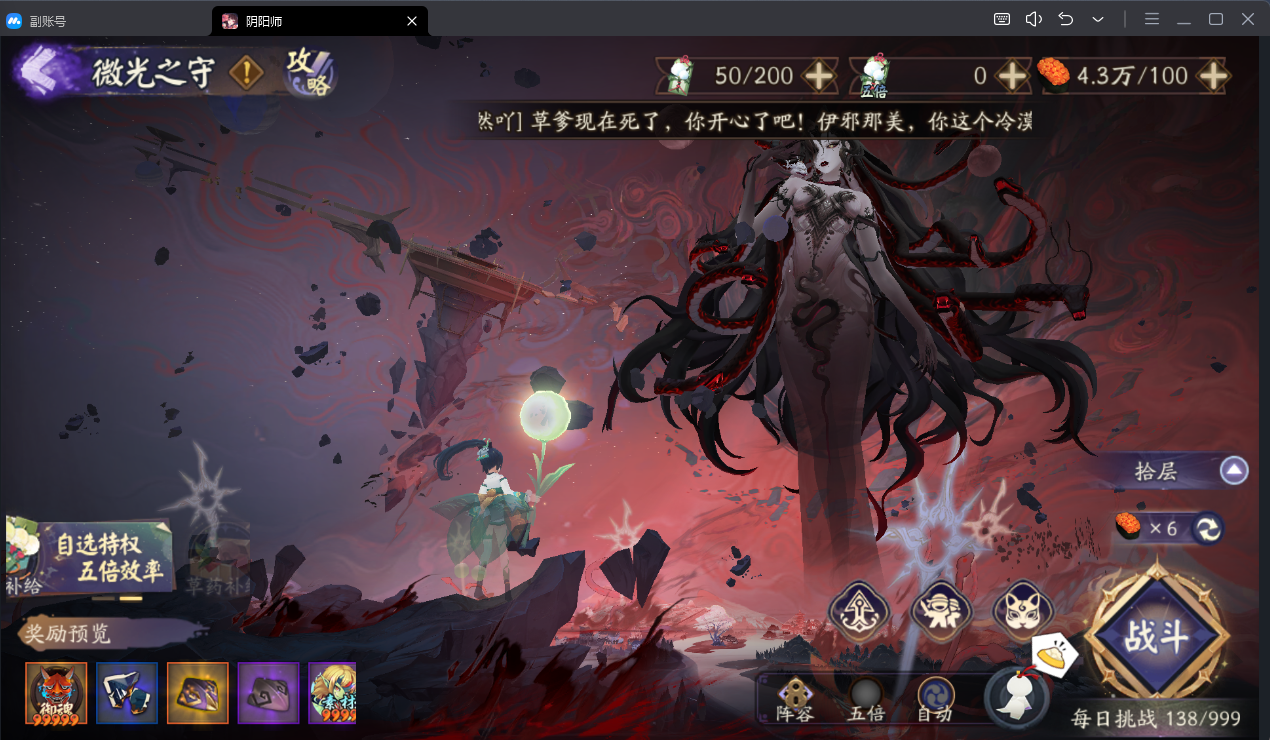 副账号
阴阳师
微光之守
攻略
50/200
五倍
0
4.3万/100
然吖] 草爹现在死了，你开心了吧！伊邪那美，你这个冷漠
拾层
×6
自选特权
五倍效率
补给
草药补给
奖励预览
御魂
99999
战斗
阵容
五倍
自动
每日挑战 138/999